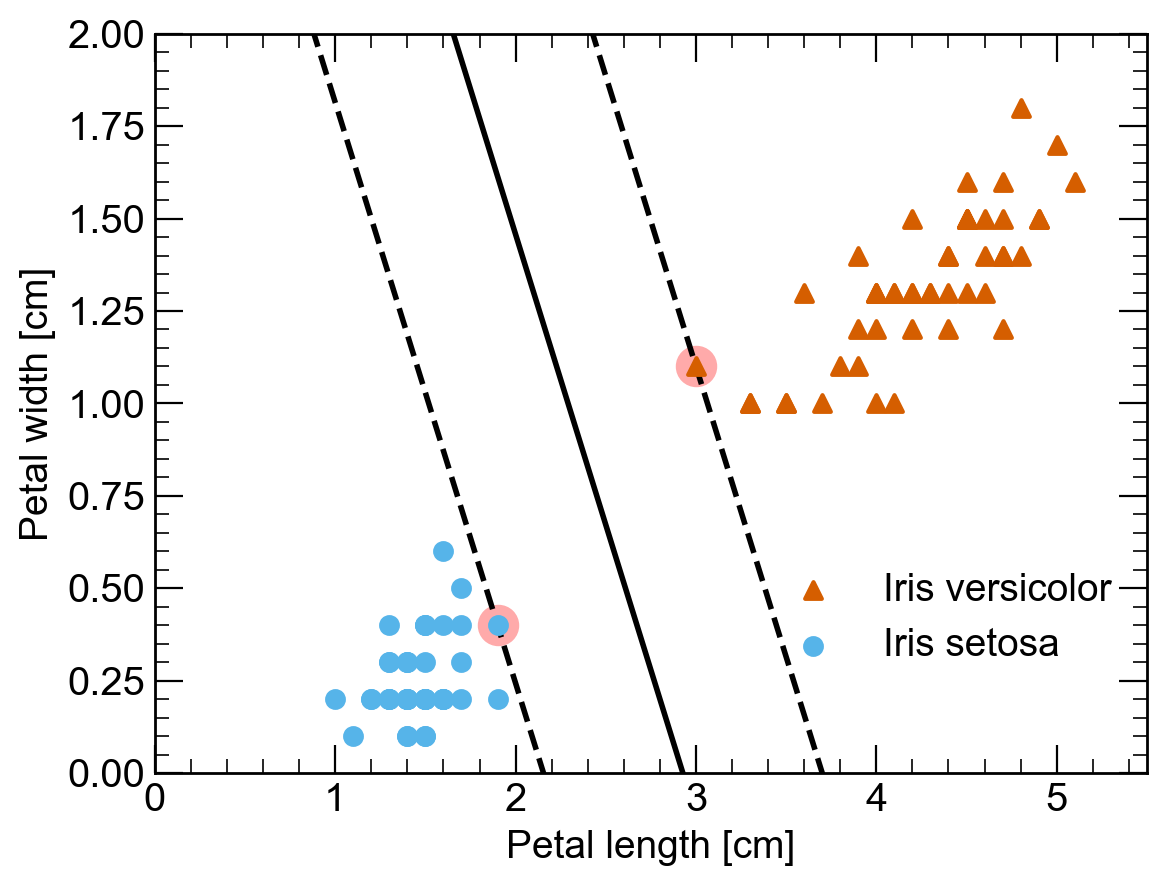 2.00
1.75
1.50
1.25
1.00
0.75
0.50
0.25
0.00
Petal width [cm]
Iris versicolor
Iris setosa
0 1 2 3 4 5
Petal length [cm]